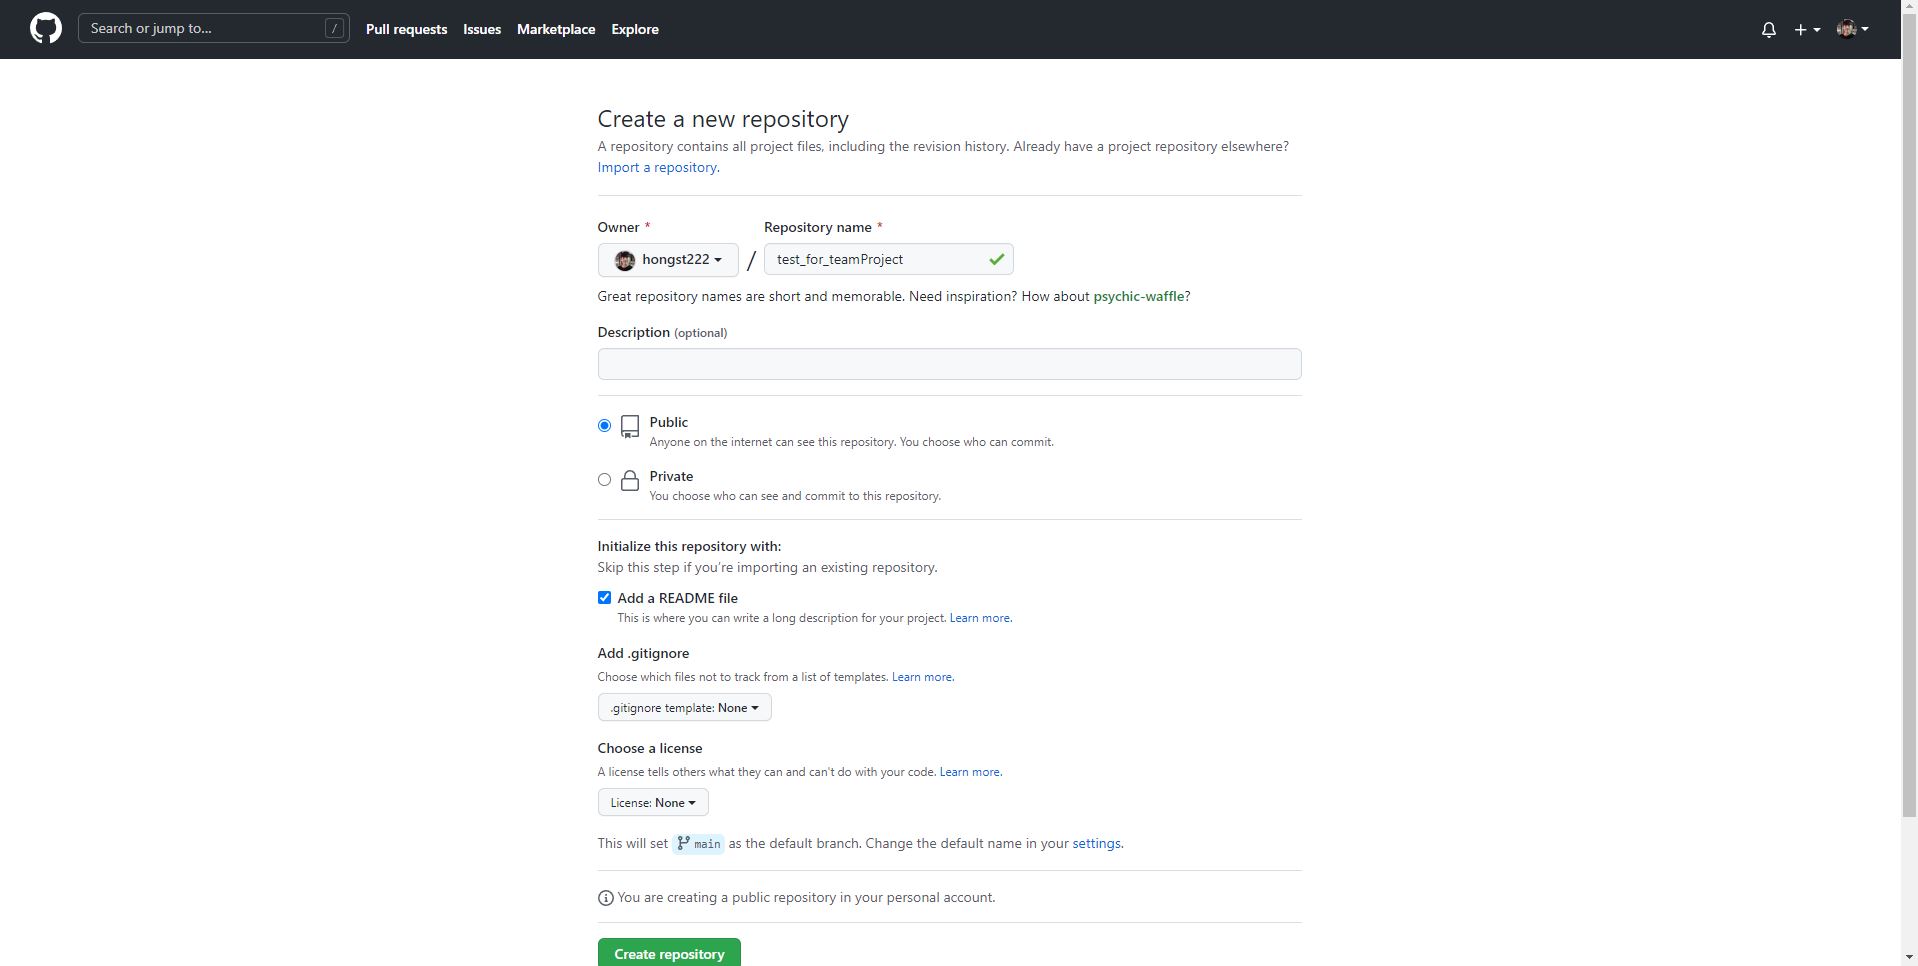 Search or jump to... /
Pull requests Issues Marketplace Explore
Create a new repository
A repository contains all project files, including the revision history. Already have a project repository elsewhere?
Import a repository.
Owner * Repository name *
hongst222 / test_for_teamProject
Great repository names are short and memorable. Need inspiration? How about psychic-waffle?
Description (optional)
Public
Anyone on the internet can see this repository. You choose who can commit.
Private
You choose who can see and commit to this repository.
Initialize this repository with:
Skip this step if you’re importing an existing repository.
Add a README file
This is where you can write a long description for your project. Learn more.
Add .gitignore
Choose which files not to track from a list of templates. Learn more.
.gitignore template: None
Choose a license
A license tells others what they can and can't do with your code. Learn more.
License: None
This will set main as the default branch. Change the default name in your settings.
You are creating a public repository in your personal account.
Create repository